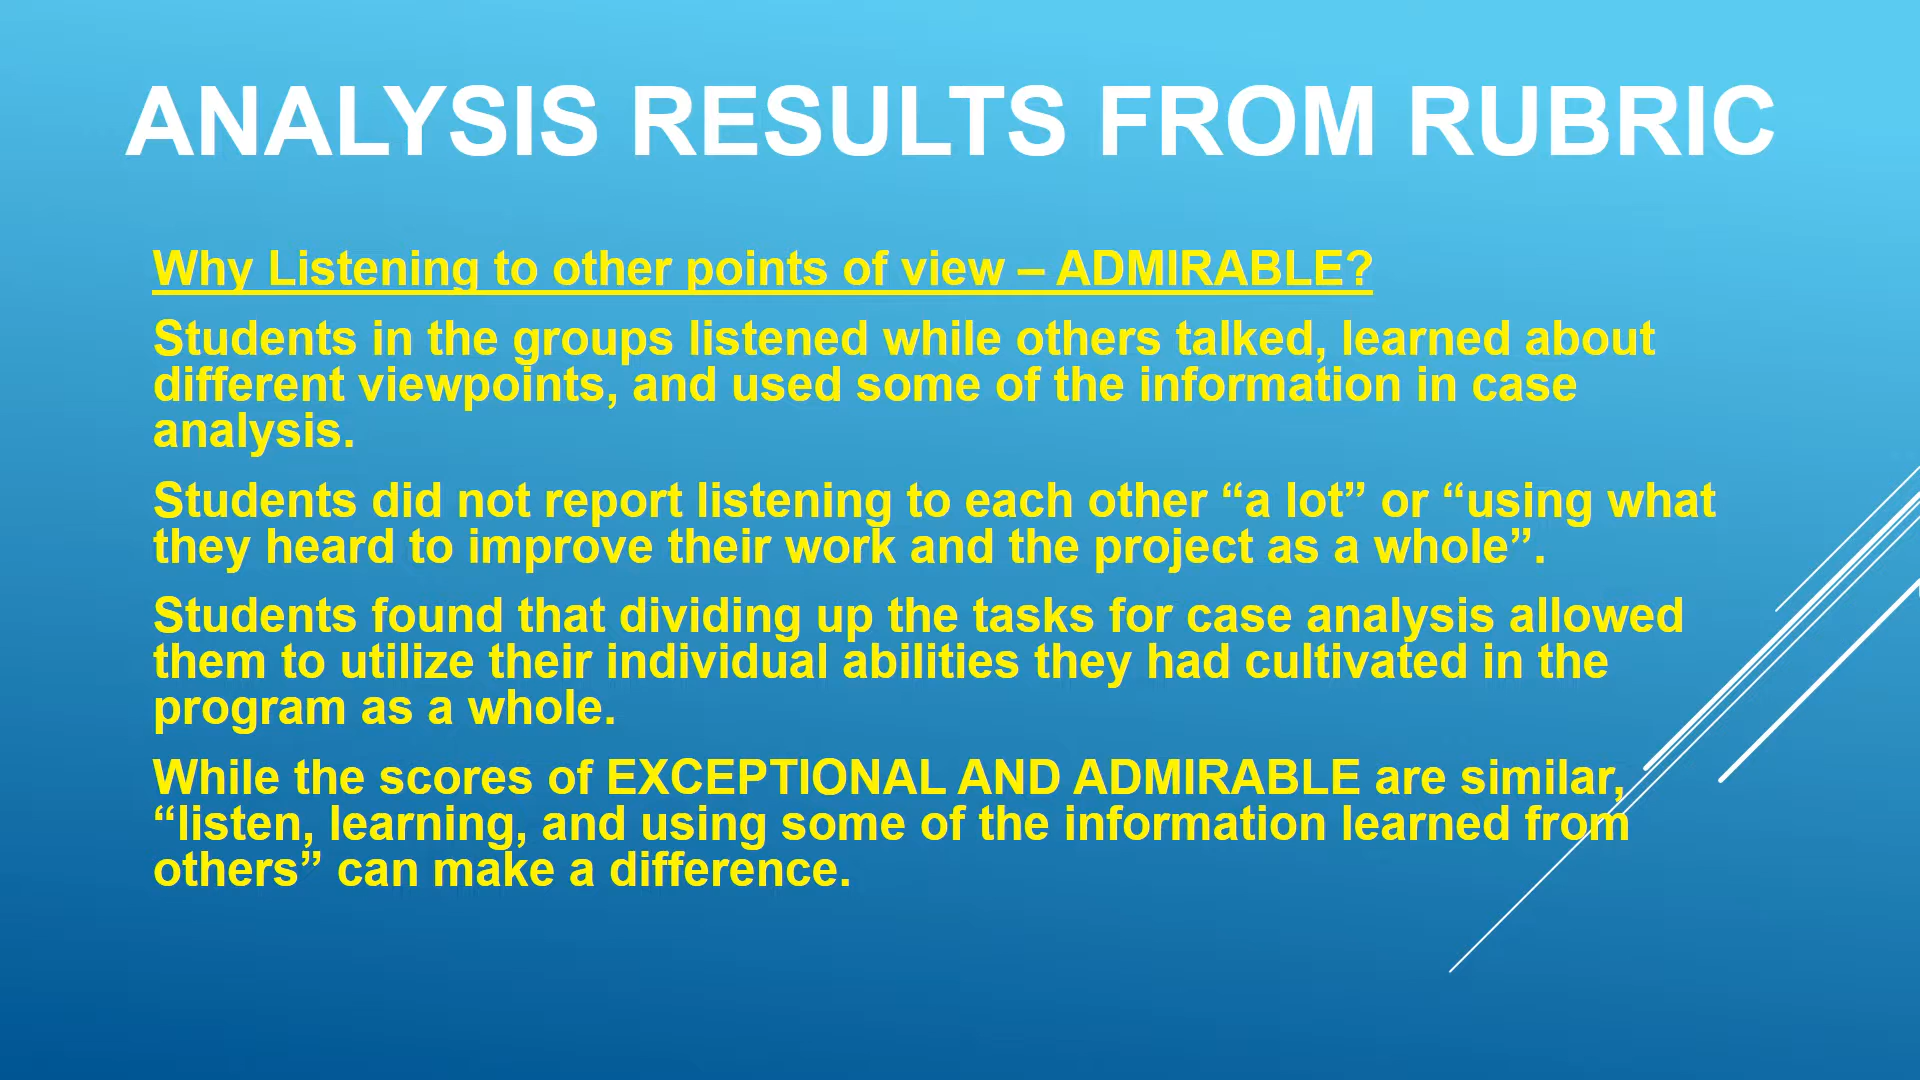 ANALYSIS RESULTS FROM RUBRIC
Why Listening to other points of view – ADMIRABLE?
Students in the groups listened while others talked, learned about
different viewpoints, and used some of the information in case
analysis.
Students did not report listening to each other “a lot” or “using what
they heard to improve their work and the project as a whole”.
Students found that dividing up the tasks for case analysis allowed
them to utilize their individual abilities they had cultivated in the
program as a whole.
While the scores of EXCEPTIONAL AND ADMIRABLE are similar,
“listen, learning, and using some of the information learned from
others” can make a difference.